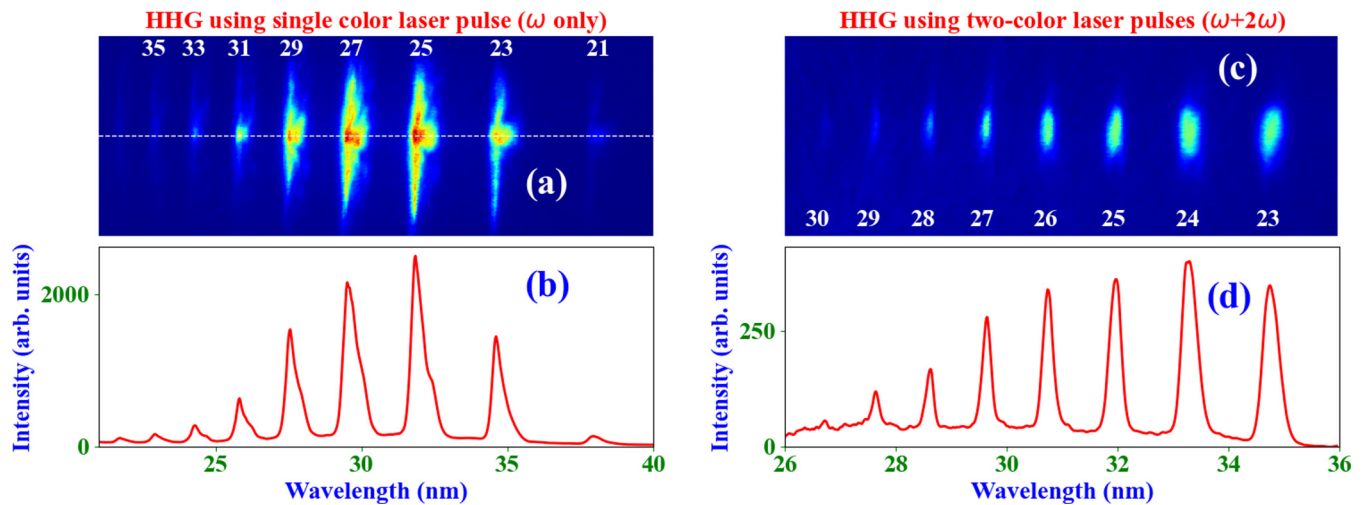 HHG using single color laser pulse (ω only)
35 33 31 29 27 25 23 21
(a)
Intensity (arb. units)
2000
0
(b)
25 30 35 40
Wavelength (nm)
HHG using two-color laser pulses (ω+2ω)
(c)
30 29 28 27 26 25 24 23
Intensity (arb. units)
250
0
(d)
26 28 30 32 34 36
Wavelength (nm)